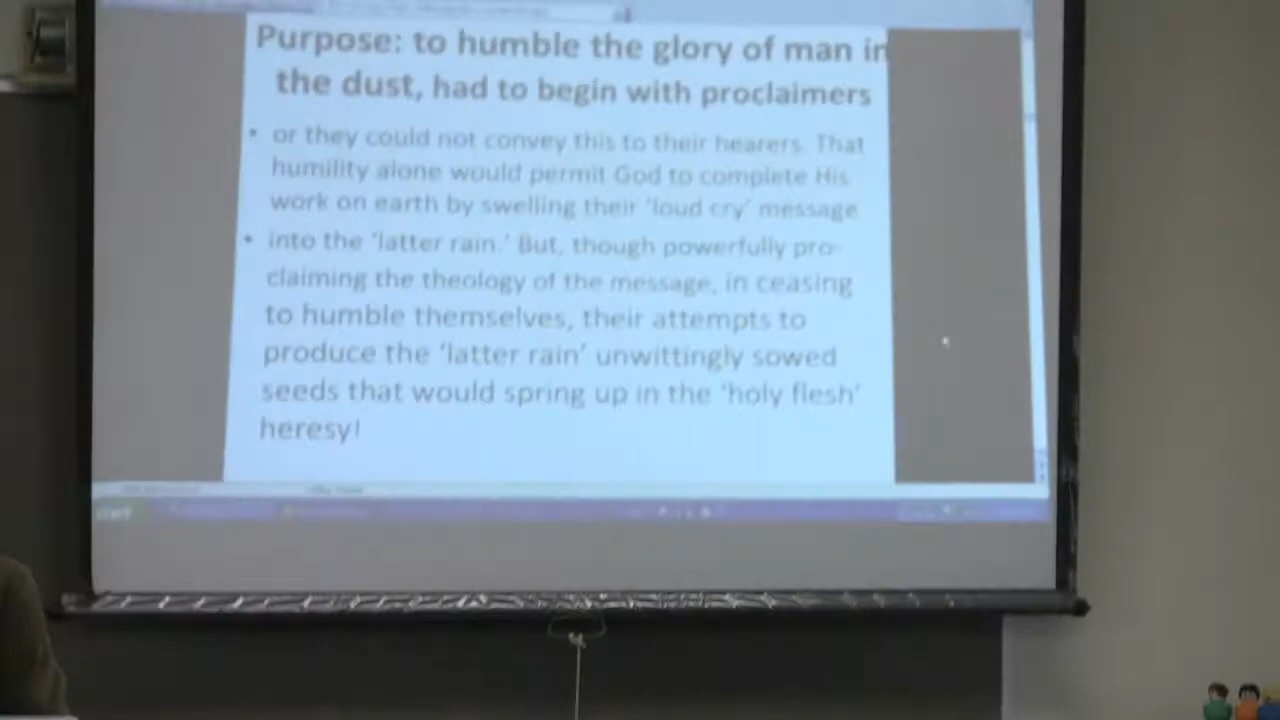 Purpose: to humble the glory of man in
the dust, had to begin with proclaimers
• or they could not convey this to their hearers. That
humility alone would permit God to complete His
work on earth by swelling their ‘loud cry’ message
• into the ‘latter rain.’ But, though powerfully pro-
claiming the theology of the message, in ceasing
to humble themselves, their attempts to
produce the ‘latter rain’ unwittingly sowed
seeds that would spring up in the ‘holy flesh’
heresy!
start